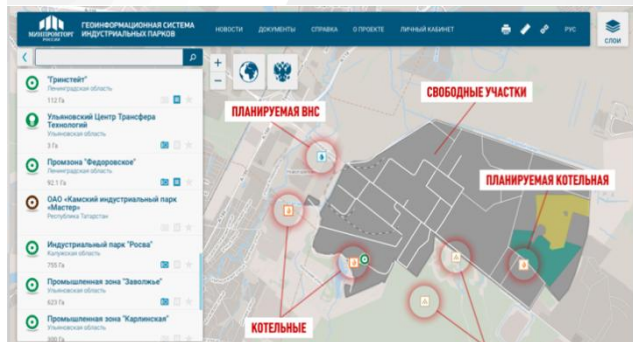 МИНПРОМТОРГ
РОССИИ
ГЕОИНФОРМАЦИОННАЯ СИСТЕМА
ИНДУСТРИАЛЬНЫХ ПАРКОВ
НОВОСТИ ДОКУМЕНТЫ СПРАВКА О ПРОЕКТЕ ЛИЧНЫЙ КАБИНЕТ
РУС
СЛОИ
"Гринстейт"
Ленинградская область
112 Га
Ульяновский Центр Трансфера
Технологий
Ульяновская область
3 Га
Промзона "Федоровское"
Ленинградская область
92.1 Га
ОАО «Камский индустриальный парк
«Мастер»
Республика Татарстан
Индустриальный парк "Росва"
Калужская область
705 Га
Промышленная зона "Заволжье"
Ульяновская область
623 Га
Промышленная зона "Карлинская"
Ульяновская область
300 Га
+
−
СВОБОДНЫЕ УЧАСТКИ
ПЛАНИРУЕМАЯ ВНС
ПЛАНИРУЕМАЯ КОТЕЛЬНАЯ
КОТЕЛЬНЫЕ